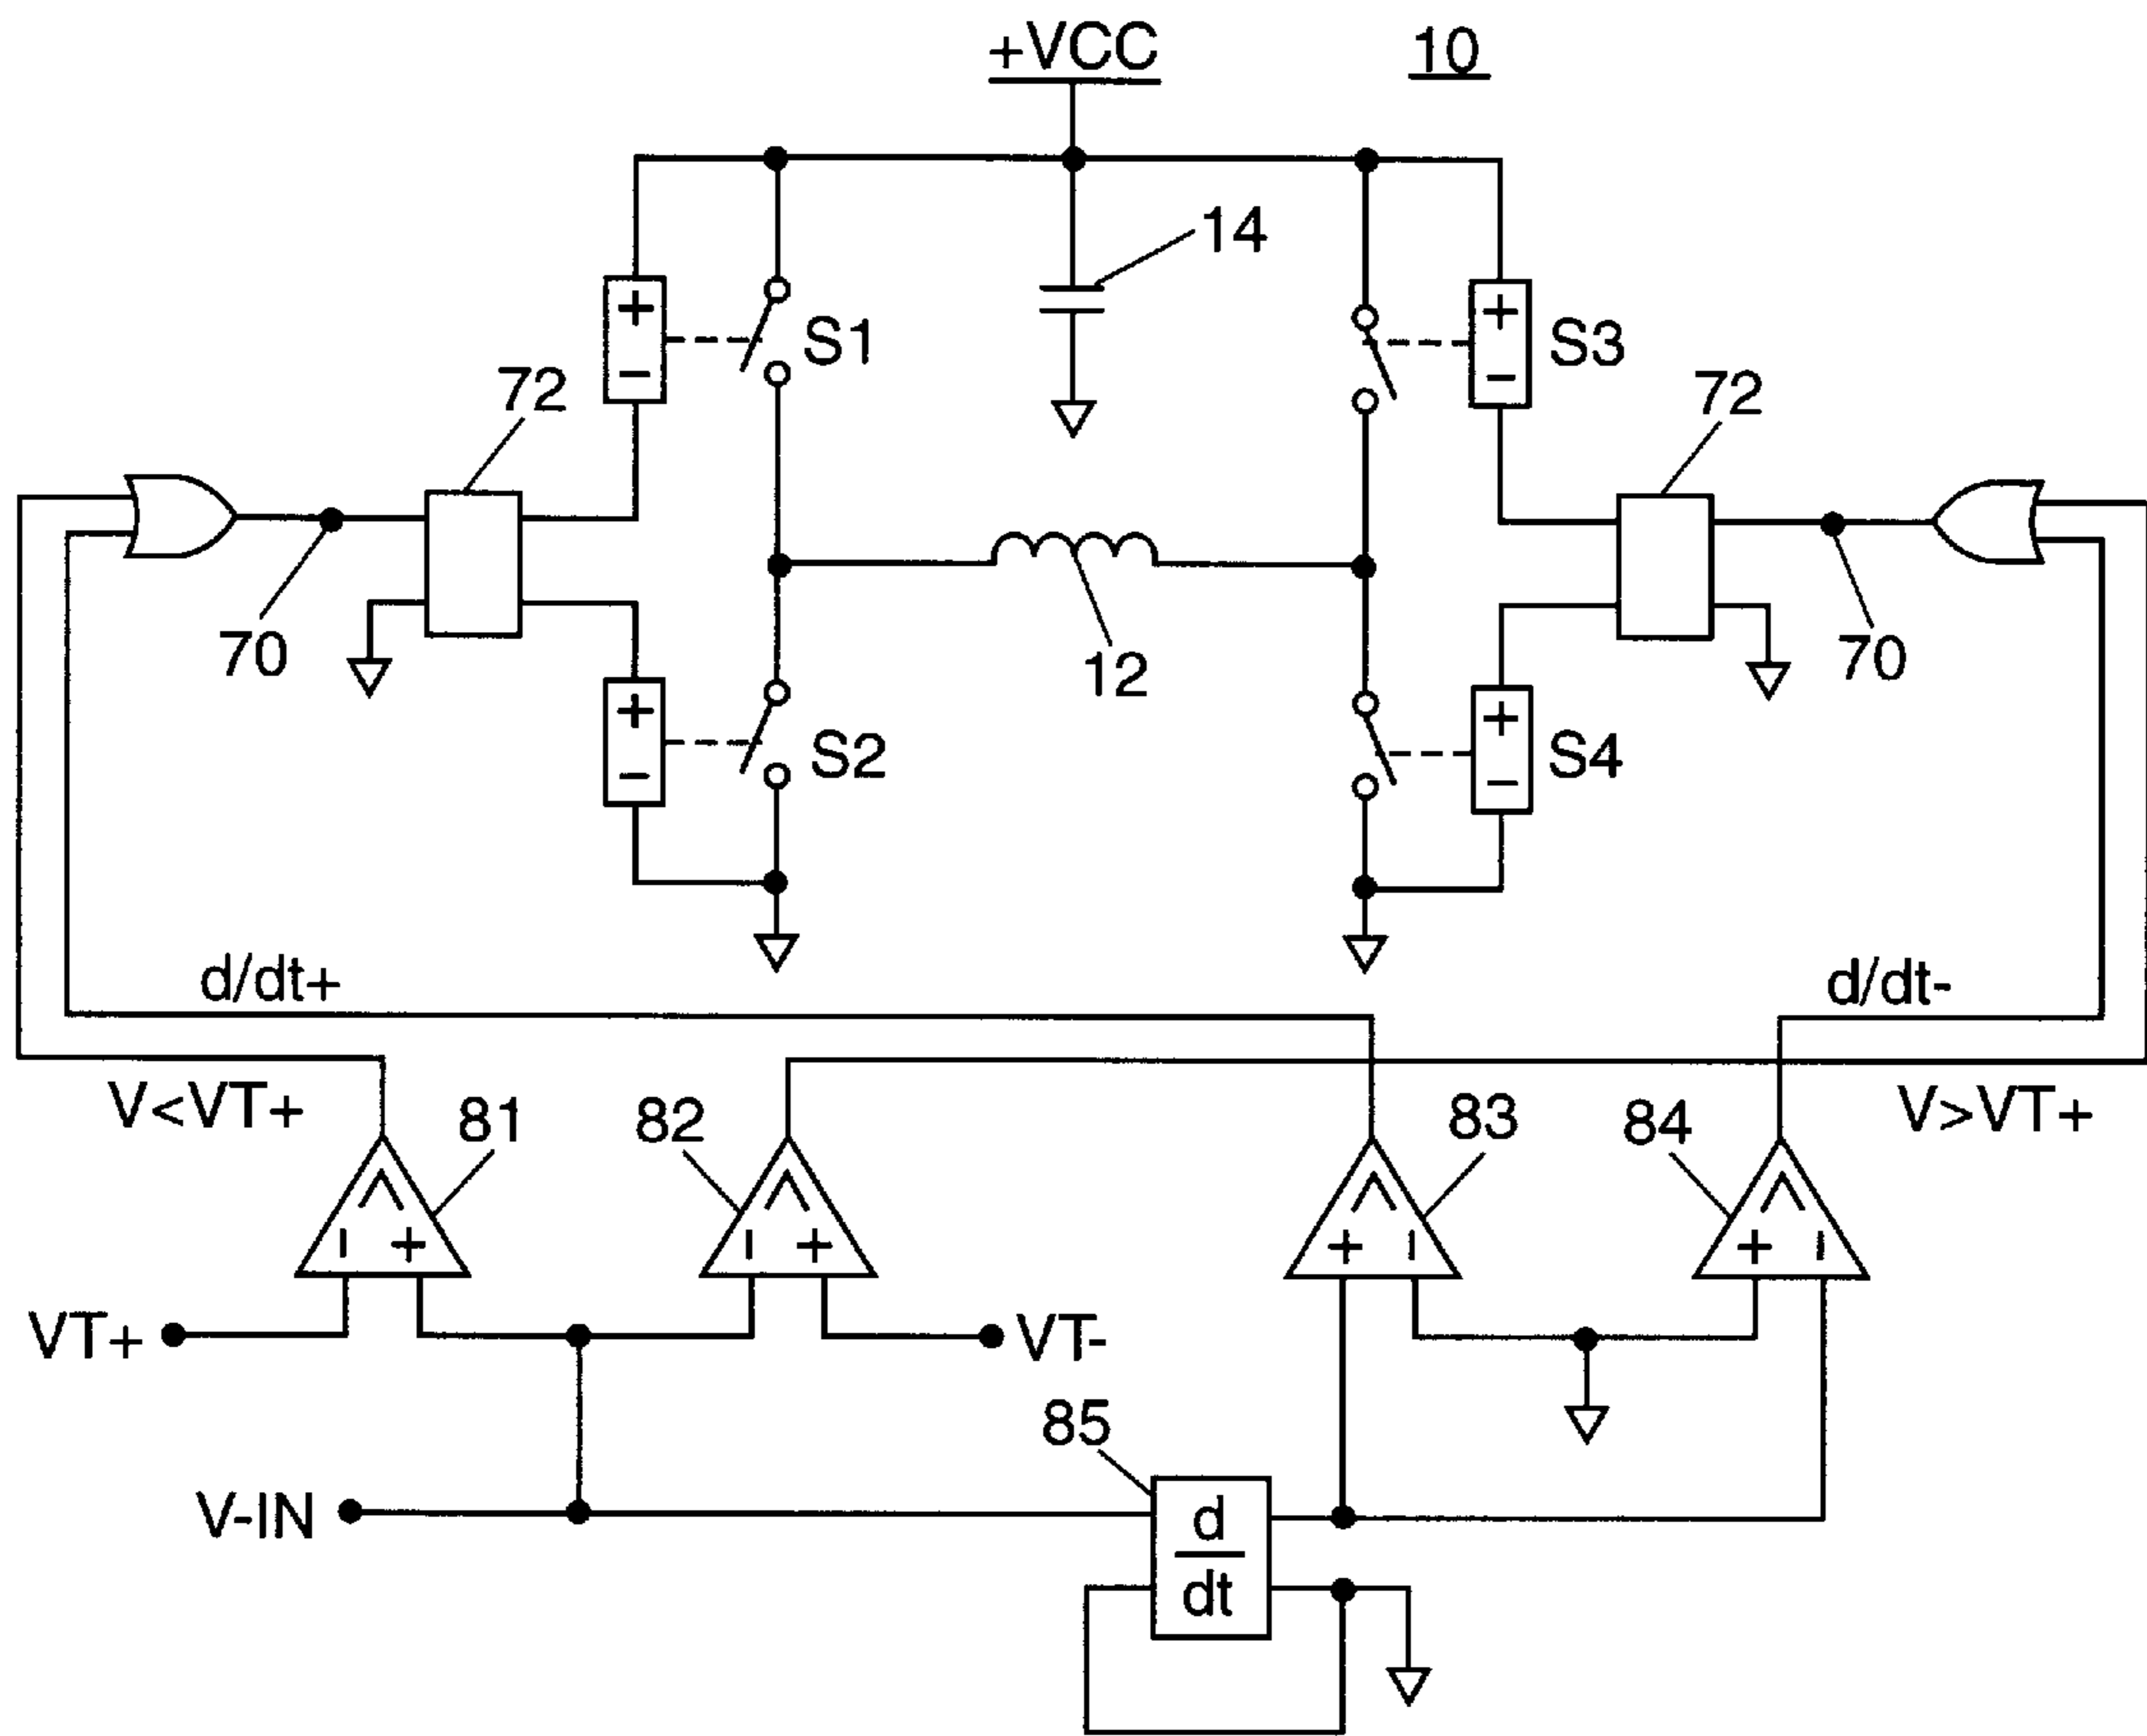 +VCC
10
14
+
-
S1
+
-
S3
72
72
70
12
70
+
-
S2
+
-
S4
d/dt+
d/dt-
V<VT+
81
82
83
84
V>VT+
- +
- +
+ -
+ -
VT+
VT-
85
V-IN
d
dt